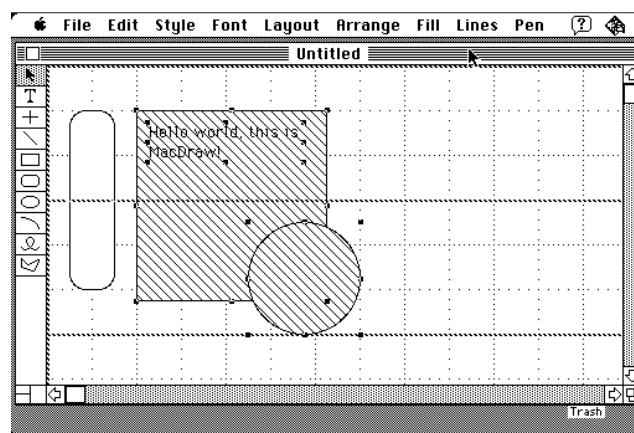 File Edit Style Font Layout Arrange Fill Lines Pen
Untitled
T
Hello world, this is
MacDraw!
Trash